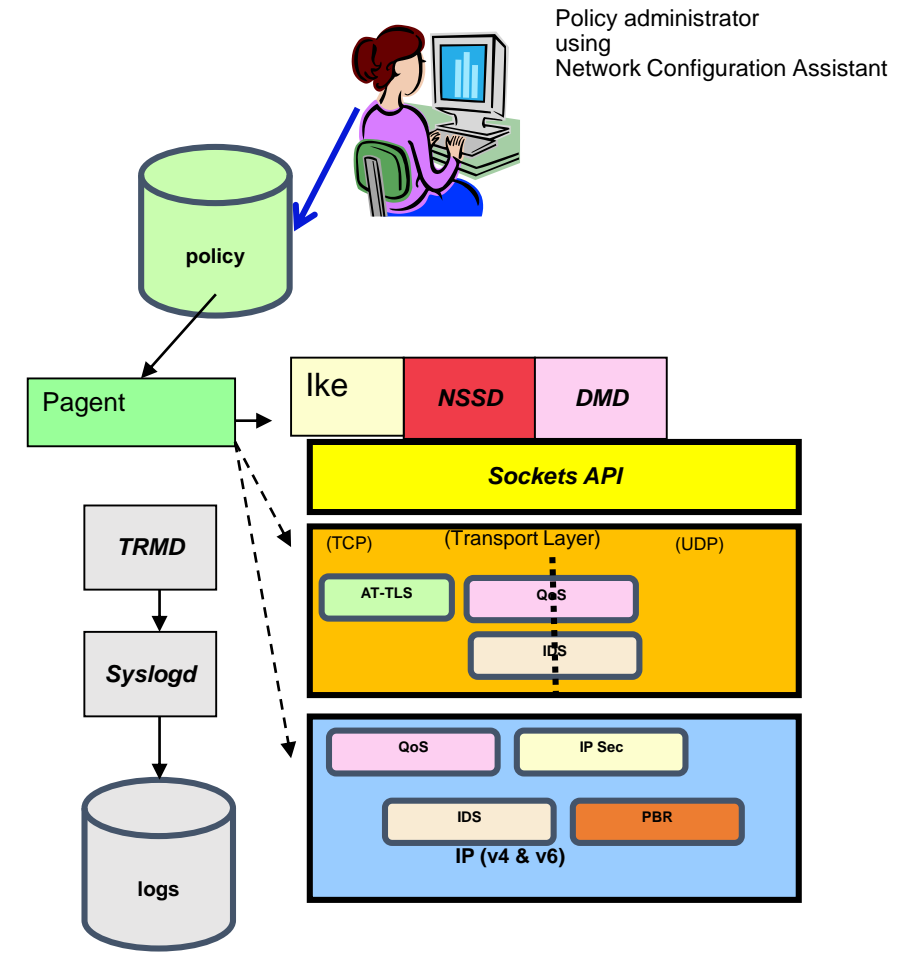 Policy administrator
using
Network Configuration Assistant
policy
Pagent
Ike
NSSD
DMD
Sockets API
(TCP)
(Transport Layer)
(UDP)
AT-TLS
QoS
IDS
TRMD
Syslogd
logs
QoS
IP Sec
IDS
PBR
IP (v4 & v6)